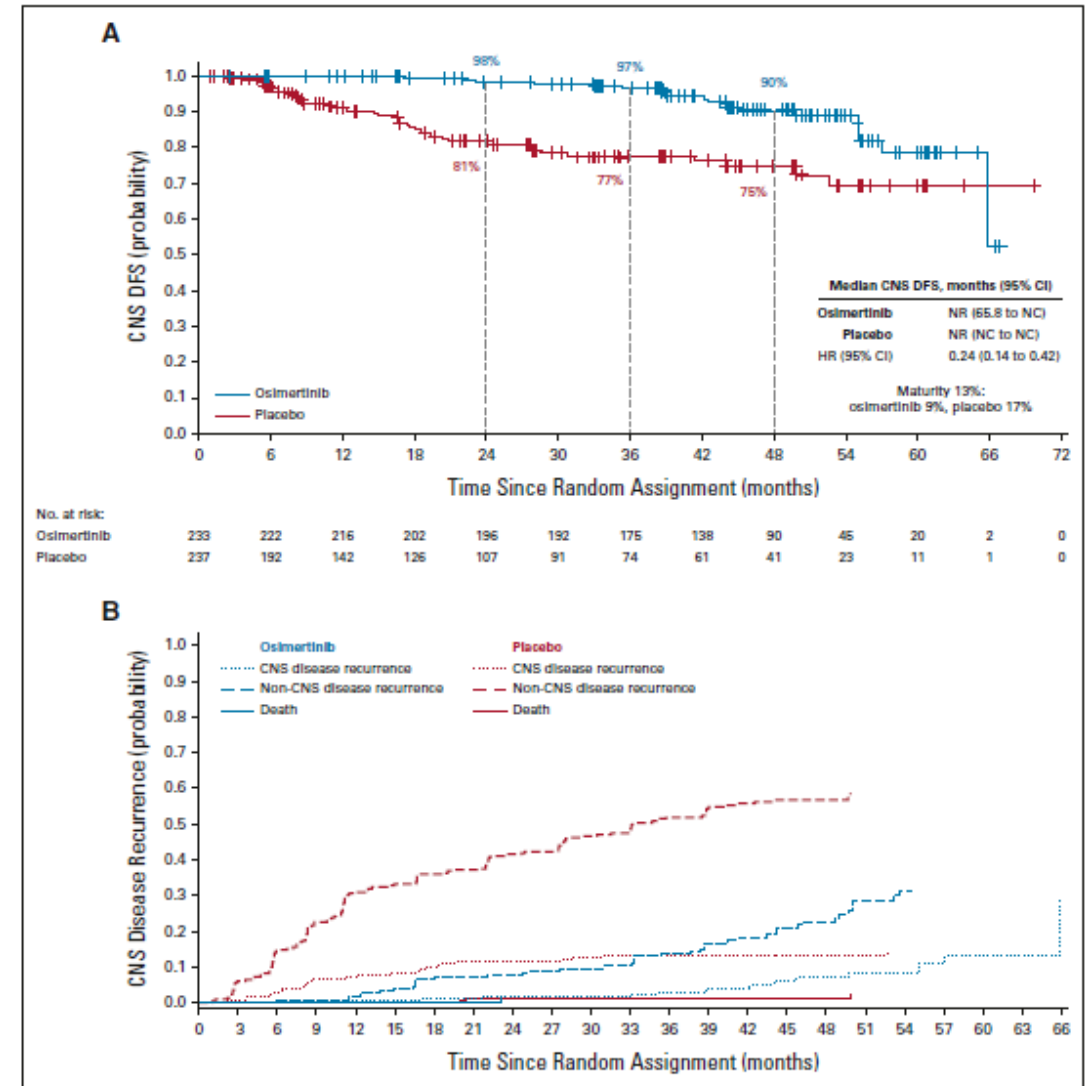 A
CNS DFS (probability)
1.0
0.9
0.8
0.7
0.6
0.5
0.4
0.3
0.2
0.1
0.0
98%
97%
90%
81%
77%
75%
Median CNS DFS, months (95% CI)
Osimertinib NR (65.8 to NC)
Placebo NR (NC to NC)
HR (95% CI) 0.24 (0.14 to 0.42)
Maturity 13%:
osimertinib 9%, placebo 17%
Osimertinib
Placebo
0 6 12 18 24 30 36 42 48 54 60 66 72
Time Since Random Assignment (months)
No. at risk:
Osimertinib 233 222 216 202 196 192 175 138 90 45 20 2 0
Placebo 237 192 142 126 107 91 74 61 41 23 11 1 0
B
CNS Disease Recurrence (probability)
1.0
0.9
0.8
0.7
0.6
0.5
0.4
0.3
0.2
0.1
0.0
Osimertinib Placebo
CNS disease recurrence CNS disease recurrence
Non-CNS disease recurrence Non-CNS disease recurrence
Death Death
0 3 6 9 12 15 18 21 24 27 30 33 36 39 42 45 48 51 54 57 60 63 66
Time Since Random Assignment (months)